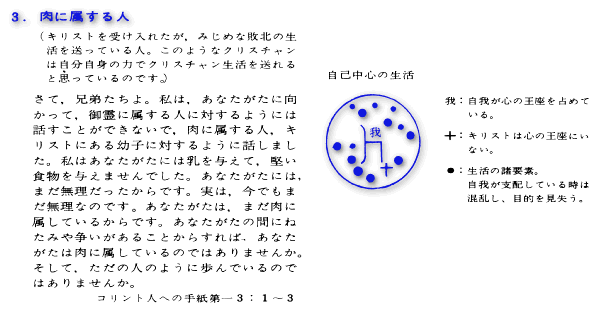 3． 肉に属する人
（キリストを受け入れたが，みじめな敗北の生
活を送っている人。このようなクリスチャン
は自分自身の力でクリスチャン生活を送れる
と思っているのです。）
さて，兄弟たちよ。私は，あなたがたに向
かって，御霊に属する人に対するようには
話すことができないで，肉に属する人，キ
リストにある幼子に対するように話しまし
た。私はあなたがたには乳を与えて，堅い
食物を与えませんでした。あなたがたには，
まだ無理だったからです。実は，今でもま
だ無理なのです。あなたがたは，まだ肉に
属しているからです。あなたがたの間にね
たみや争いがあることからすれば，あなた
がたは肉に属しているのではありませんか。
そして，ただの人のように歩んでいるので
はありませんか。
コリント人への手紙第一3：1～3
自己中心の生活
我
我：自我が心の王座を占めて
いる。
＋：キリストは心の王座にい
ない。
●：生活の諸要素。
自我が支配している時は
混乱し、目的を見失う。